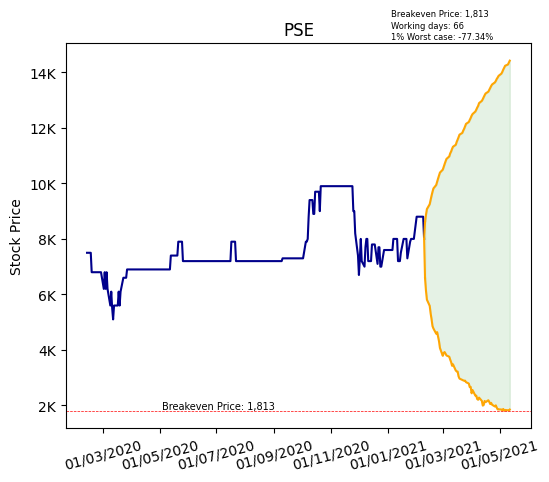 Breakeven Price: 1,813
Working days: 66
1% Worst case: -77.34%
PSE
Stock Price
14K
12K
10K
8K
6K
4K
2K
Breakeven Price: 1,813
01/03/2020
01/05/2020
01/07/2020
01/09/2020
01/11/2020
01/01/2021
01/03/2021
01/05/2021